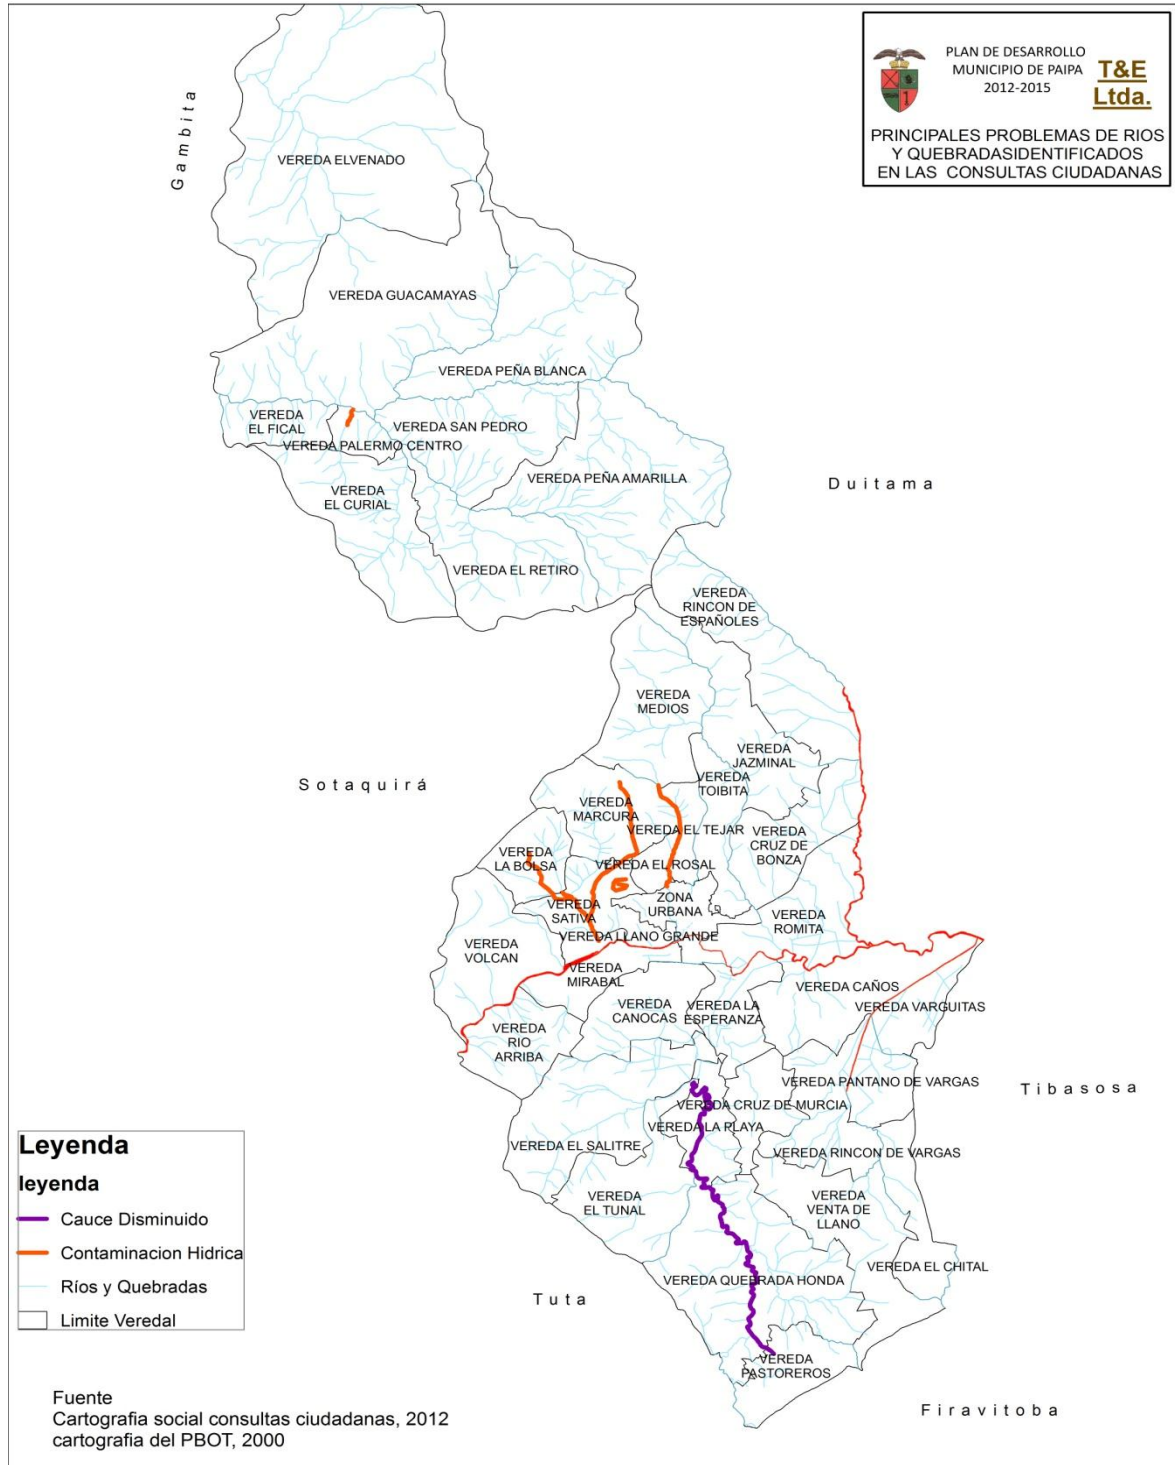 PLAN DE DESARROLLO
MUNICIPIO DE PAIPA
2012-2015
T&E
Ltda.
PRINCIPALES PROBLEMAS DE RIOS
Y QUEBRADASIDENTIFICADOS
EN LAS CONSULTAS CIUDADANAS
Gambita
VEREDA ELVENADO
VEREDA GUACAMAYAS
VEREDA PEÑA BLANCA
VEREDA
EL FICAL
VEREDA SAN PEDRO
VEREDA PALERMO CENTRO
VEREDA PEÑA AMARILLA
Duitama
VEREDA
EL CURIAL
VEREDA EL RETIRO
VEREDA
RINCON DE
ESPAÑOLES
VEREDA
MEDIOS
VEREDA
JAZMINAL
VEREDA
TOIBITA
Sotaquirá
VEREDA
MARCURA
VEREDA EL TEJAR
VEREDA
CRUZ DE
BONZA
VEREDA
LA BOLSA
VEREDA EL ROSAL
ZONA
URBANA
VEREDA
SATIVA
VEREDA
ROMITA
VEREDA LLANO GRANDE
VEREDA
VOLCAN
VEREDA
MIRABAL
VEREDA CAÑOS
VEREDA
CANOCAS
VEREDA LA
ESPERANZA
VEREDA VARGUITAS
VEREDA
RIO
ARRIBA
VEREDA PANTANO DE VARGAS
Tibasosa
VEREDA CRUZ DE MURCIA
VEREDA LA PLAYA
VEREDA EL SALITRE
VEREDA RINCON DE VARGAS
VEREDA
EL TUNAL
VEREDA
VENTA DE
LLANO
VEREDA EL CHITAL
VEREDA QUEBRADA HONDA
Tuta
VEREDA
PASTOREROS
Firavitoba
Leyenda
leyenda
Cauce Disminuido
Contaminacion Hidrica
Ríos y Quebradas
Limite Veredal
Fuente
Cartografia social consultas ciudadanas, 2012
cartografia del PBOT, 2000